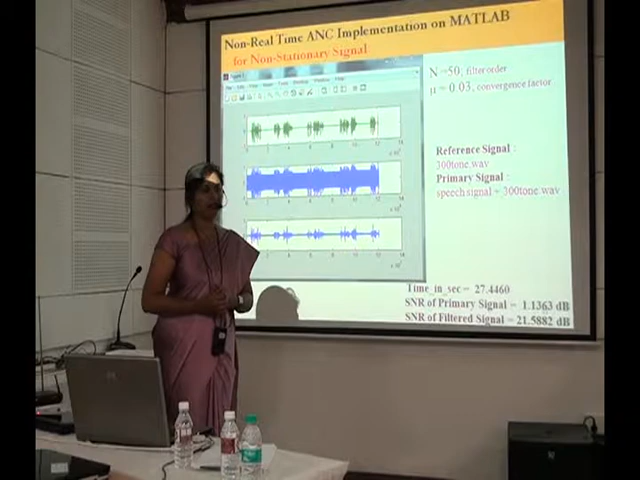 Non-Real Time ANC Implementation on MATLAB
- for Non-Stationary Signal
N =50; filter order
μ = 0.03, convergence factor
Reference Signal :
300tone.wav
Primary Signal :
speech signal + 300tone.wav
Time_in_sec = 27.4460
SNR of Primary Signal = 1.1363 dB
SNR of Filtered Signal = 21.5882 dB